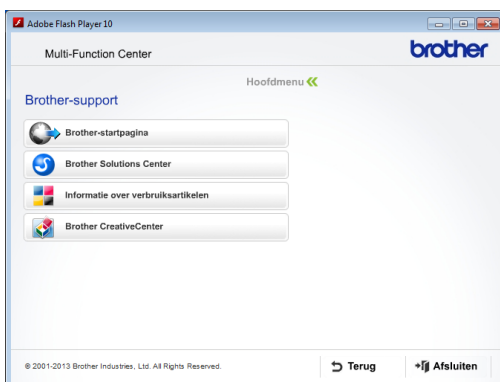 Adobe Flash Player 10
Multi-Function Center
brother
Hoofdmenu
Brother-support
Brother-startpagina
Brother Solutions Center
Informatie over verbruiksartikelen
Brother CreativeCenter
© 2001-2013 Brother Industries, Ltd. All Rights Reserved.
Terug
Afsluiten